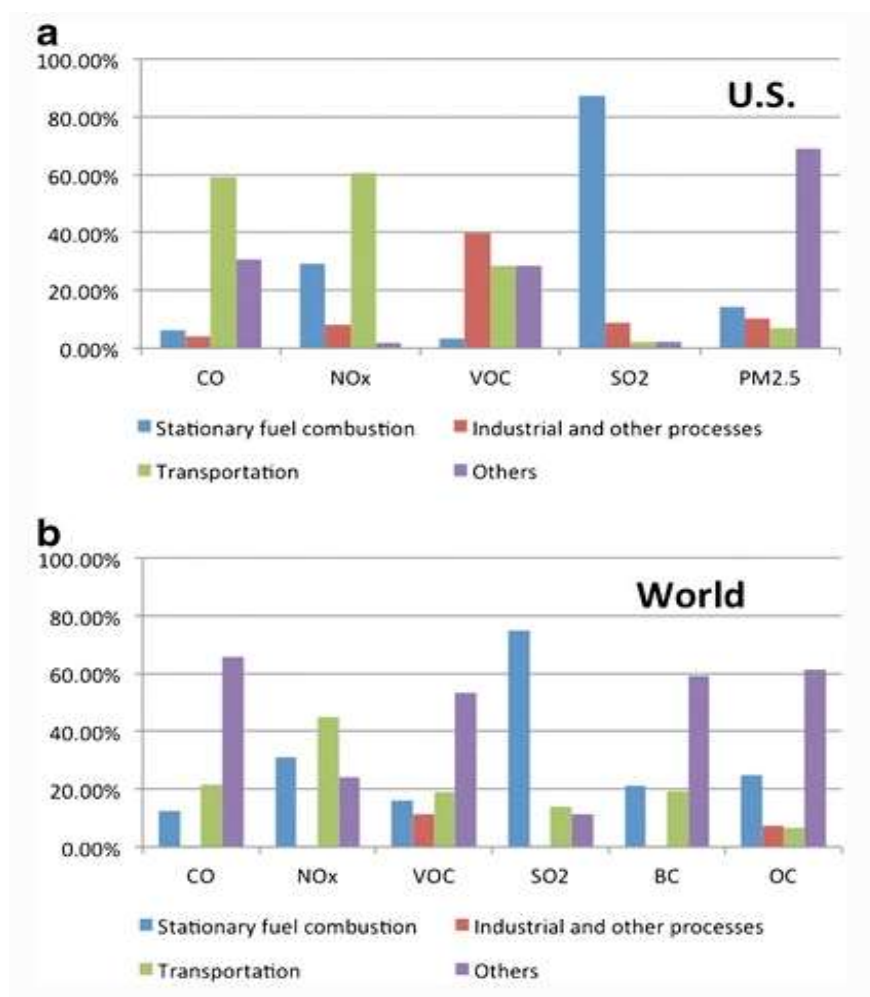 a
100.00%
U.S.
80.00%
60.00%
40.00%
20.00%
0.00%
CO NOx VOC SO2 PM2.5
Stationary fuel combustion Industrial and other processes
Transportation Others
b
100.00%
World
80.00%
60.00%
40.00%
20.00%
0.00%
CO NOx VOC SO2 BC OC
Stationary fuel combustion Industrial and other processes
Transportation Others